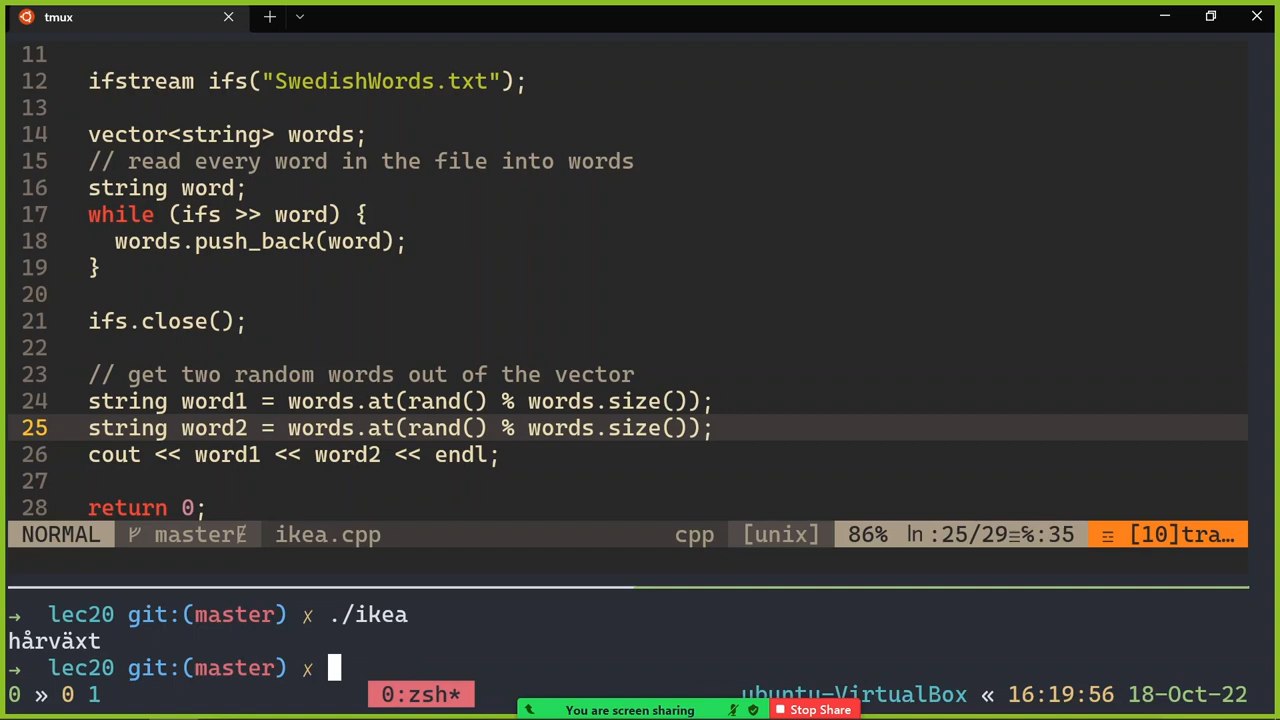 tmux
11
12 ifstream ifs("SwedishWords.txt");
13
14 vector<string> words;
15 // read every word in the file into words
16 string word;
17 while (ifs >> word) {
18 words.push_back(word);
19 }
20
21 ifs.close();
22
23 // get two random words out of the vector
24 string word1 = words.at(rand() % words.size());
25 string word2 = words.at(rand() % words.size());
26 cout << word1 << word2 << endl;
27
28 return 0;
NORMAL master ikea.cpp cpp [unix] 86% ln :25/29≡%:35 ☲ [10]tra…
→ lec20 git:(master) ✗ ./ikea
hårväxt
→ lec20 git:(master) ✗
0 » 0 1 0:zsh* ubuntu-VirtualBox « 16:19:56 18-Oct-22
You are screen sharing Stop Share